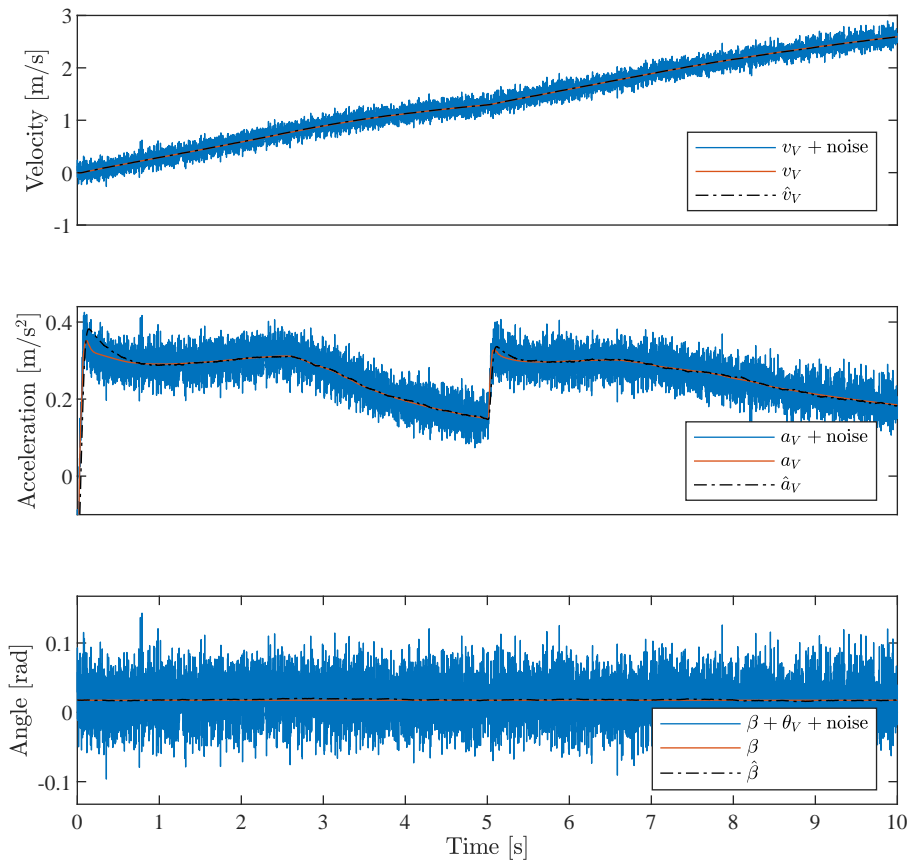 3
2
1
0
-1
Velocity [m/s]
v_V + noise
v_V
v̂_V
0.4
0.2
0
Acceleration [m/s²]
a_V + noise
a_V
â_V
0.1
0
-0.1
Angle [rad]
β + θ_V + noise
β
β̂
0 1 2 3 4 5 6 7 8 9 10
Time [s]